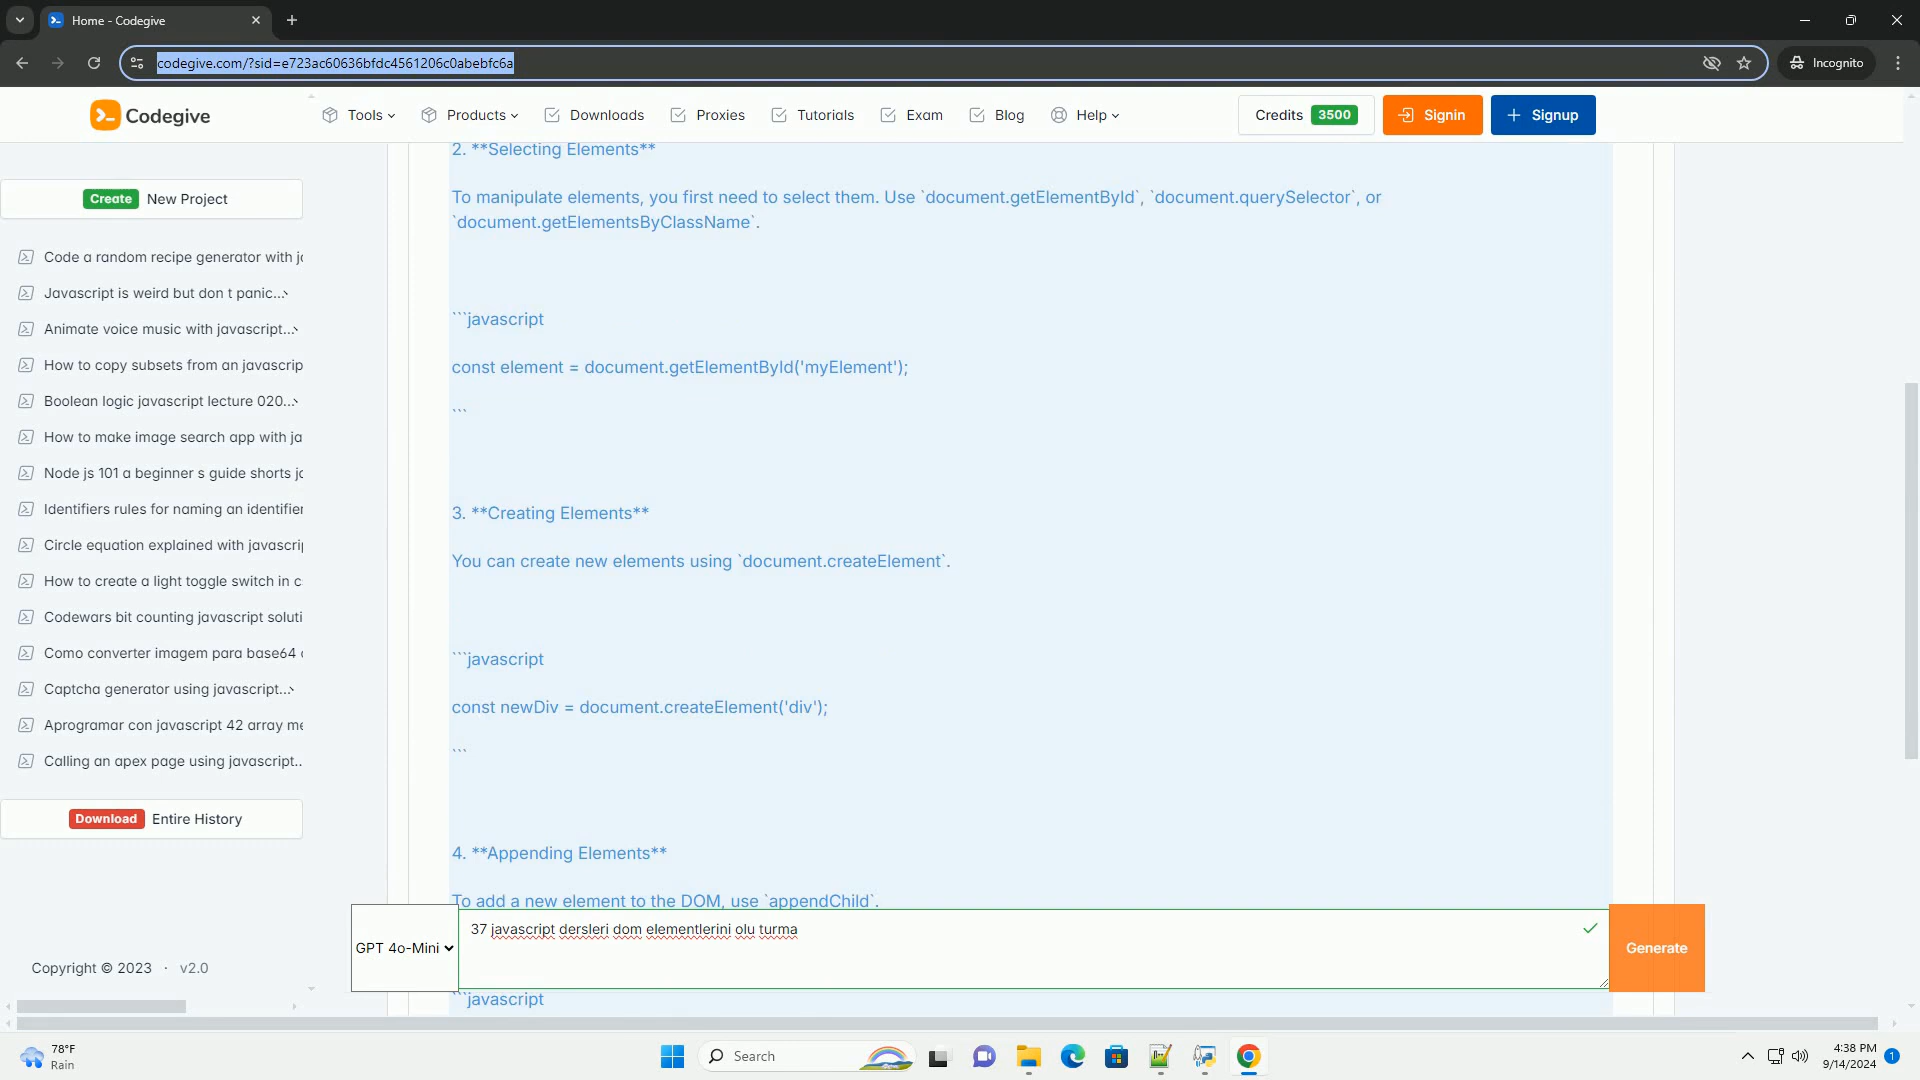 Home - Codegive
codegive.com/?sid=e723ac60636bfdc4561206c0abebfc6a
Incognito
Codegive
Tools
Products
Downloads
Proxies
Tutorials
Exam
Blog
Help
Credits 3500
Signin
Signup
Create New Project
Code a random recipe generator with
Javascript is weird but don t panic...
Animate voice music with javascript...
How to copy subsets from an javascrip
Boolean logic javascript lecture 020...
How to make image search app with ja
Node js 101 a beginner s guide shorts
Identifiers rules for naming an identifier
Circle equation explained with javascri
How to create a light toggle switch in
Codewars bit counting javascript soluti
Como converter imagem para base64
Captcha generator using javascript...
Aprogramar con javascript 42 array me
Calling an apex page using javascript..
Download Entire History
Copyright © 2023 · v2.0
2. **Selecting Elements**
To manipulate elements, you first need to select them. Use `document.getElementById`, `document.querySelector`, or
`document.getElementsByClassName`.
```javascript
const element = document.getElementById('myElement');
```
3. **Creating Elements**
You can create new elements using `document.createElement`.
```javascript
const newDiv = document.createElement('div');
```
4. **Appending Elements**
To add a new element to the DOM, use `appendChild`.
GPT 4o-Mini
37 javascript dersleri dom elementlerini olu turma
Generate
```javascript
78°F
Rain
Search
4:38 PM
9/14/2024
1